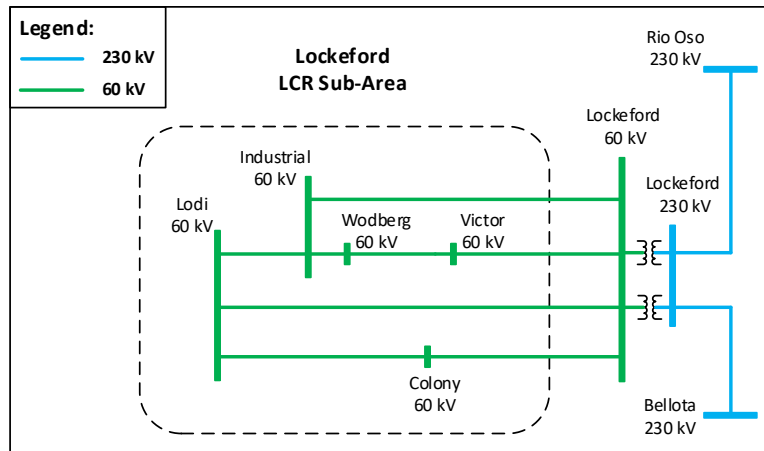 Legend:
230 kV
60 kV
Lockeford
LCR Sub-Area
Rio Oso
230 kV
Lockeford
60 kV
Industrial
60 kV
Lockeford
230 kV
Lodi
60 kV
Wodberg
60 kV
Victor
60 kV
Colony
60 kV
Bellota
230 kV